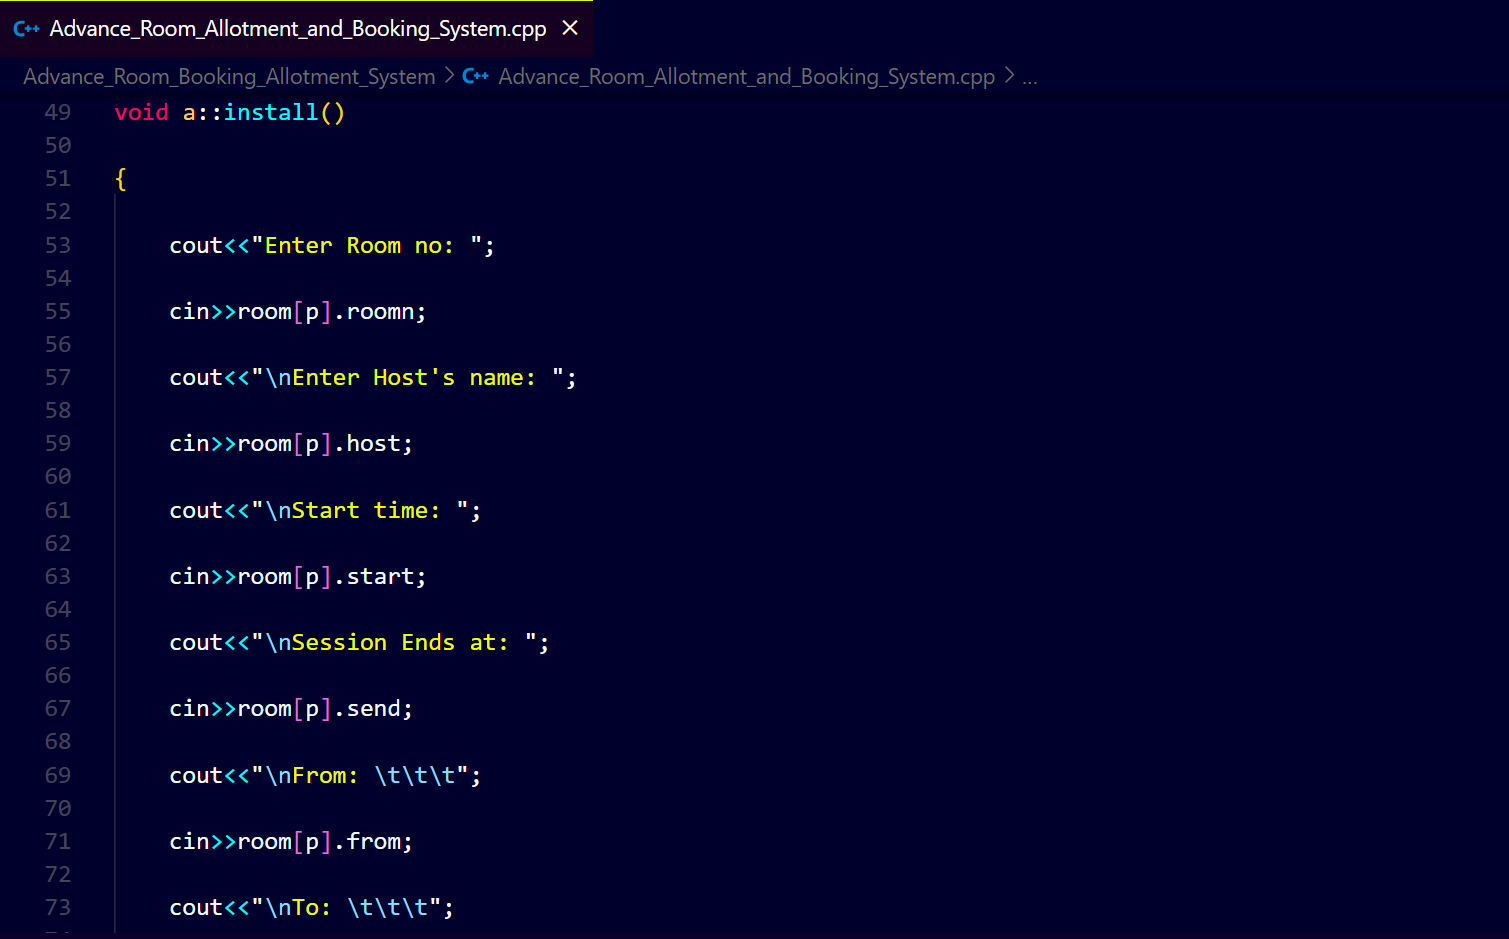 C++ Advance_Room_Allotment_and_Booking_System.cpp ×
Advance_Room_Booking_Allotment_System > C++ Advance_Room_Allotment_and_Booking_System.cpp > ...
49 void a::install()
50
51 {
52
53 cout<<"Enter Room no: ";
54
55 cin>>room[p].roomn;
56
57 cout<<"\nEnter Host's name: ";
58
59 cin>>room[p].host;
60
61 cout<<"\nStart time: ";
62
63 cin>>room[p].start;
64
65 cout<<"\nSession Ends at: ";
66
67 cin>>room[p].send;
68
69 cout<<"\nFrom: \t\t\t";
70
71 cin>>room[p].from;
72
73 cout<<"\nTo: \t\t\t";